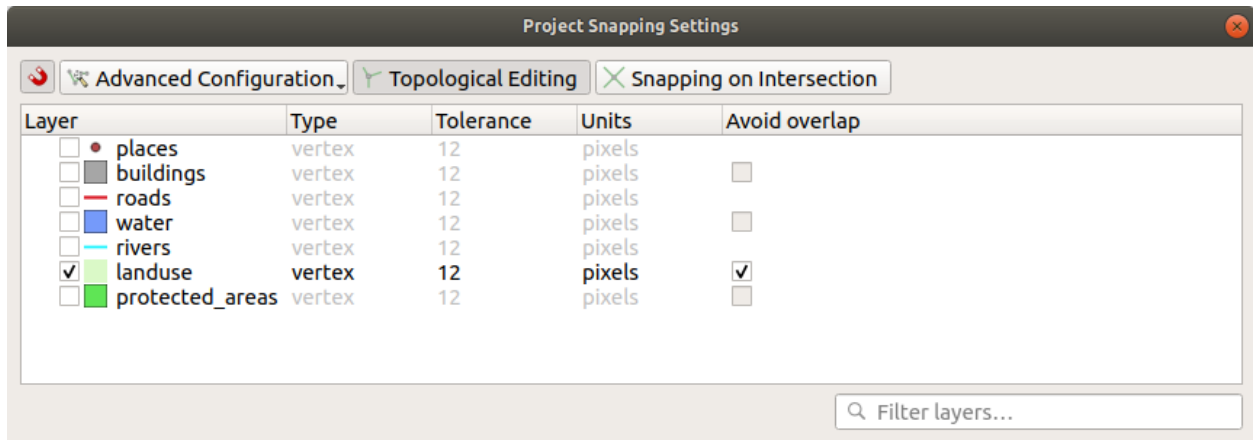 Project Snapping Settings
Advanced Configuration Topological Editing Snapping on Intersection
Layer Type Tolerance Units Avoid overlap
places vertex 12 pixels
buildings vertex 12 pixels
roads vertex 12 pixels
water vertex 12 pixels
rivers vertex 12 pixels
landuse vertex 12 pixels
protected_areas vertex 12 pixels
Filter layers...